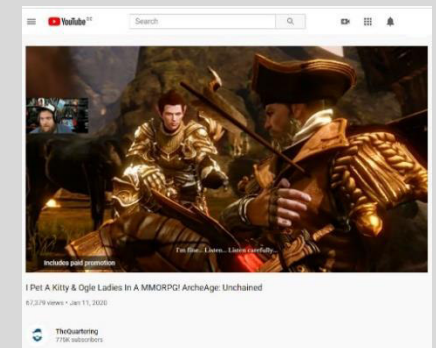 YouTube
Search
I'm fine... Listen... Listen carefully...
Includes paid promotion
I Pet A Kitty & Ogle Ladies In A MMORPG! ArcheAge: Unchained
67,379 views • Jan 11, 2020
TheQuartering
779K subscribers